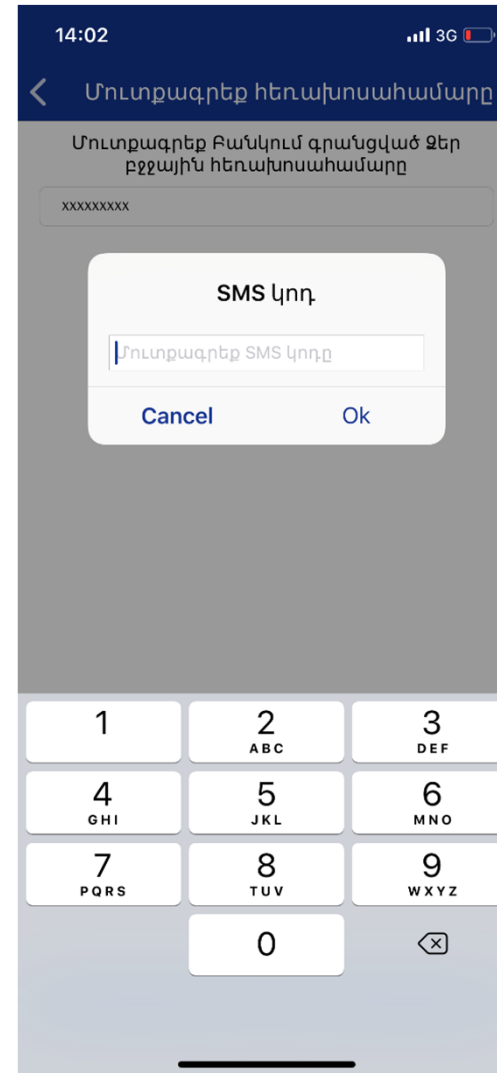 14:02
3G
Մուտքագրեք հեռախոսահամարը
Մուտքագրեք Բանկում գրանցված Ձեր
բջջային հեռախոսահամարը
xxxxxxxxx
SMS կոդ
Մուտքագրեք SMS կոդը
Cancel Ok
1 2 3
ABC DEF
4 5 6
GHI JKL MNO
7 8 9
PQRS TUV WXYZ
0